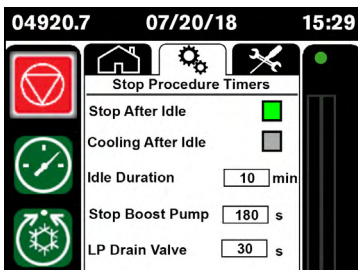 04920.7 07/20/18 15:29
Stop Procedure Timers
Stop After Idle
Cooling After Idle
Idle Duration 10 min
Stop Boost Pump 180 s
LP Drain Valve 30 s